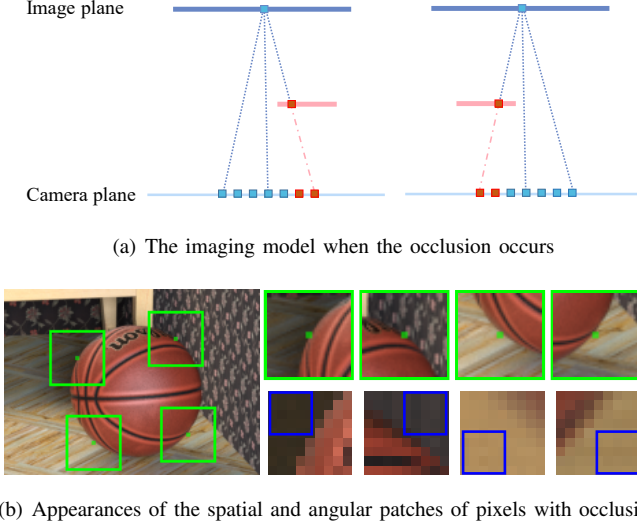 Image plane
Camera plane
(a) The imaging model when the occlusion occurs
(b) Appearances of the spatial and angular patches of pixels with